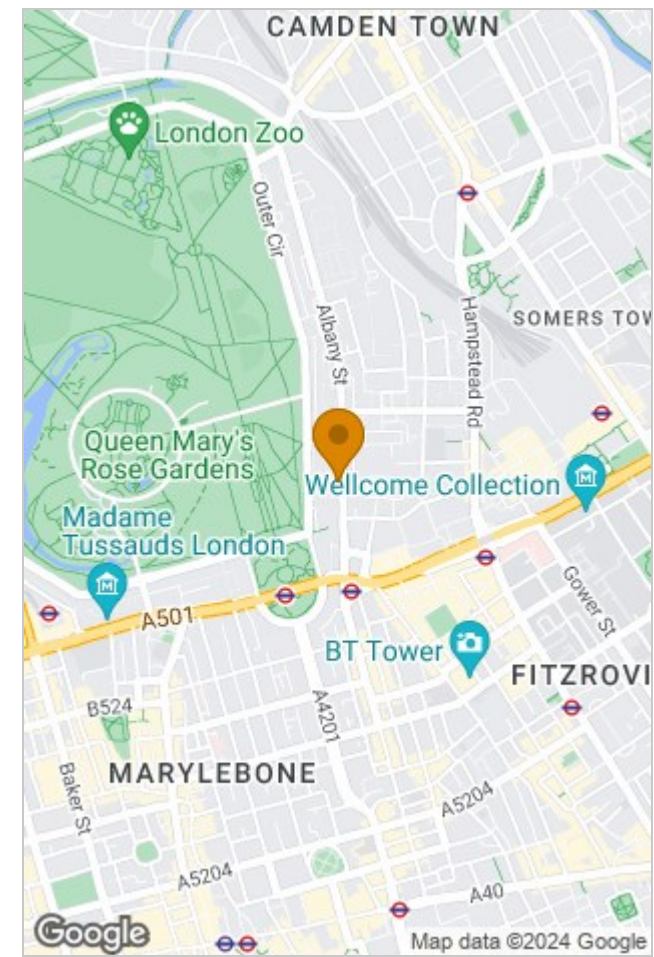 CAMDEN TOWN
London Zoo
Outer Cir
Albany St
Hampstead Rd
SOMERS TOW
Queen Mary's
Rose Gardens
Wellcome Collection
Madame
Tussauds London
A501
Gower St
BT Tower
FITZROVI
B524
A4201
MARYLEBONE
Baker St
A5204
A5204
A40
Google
Map data ©2024 Google